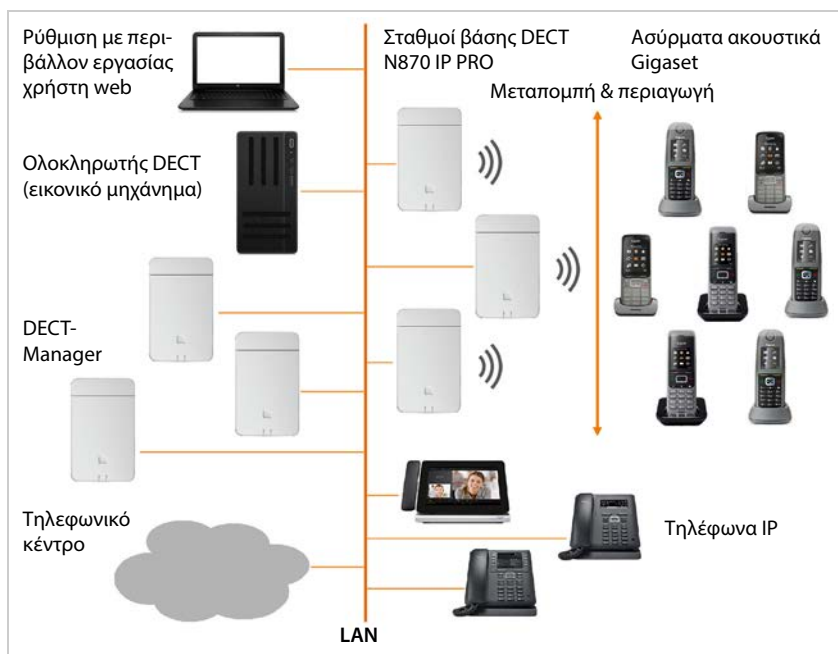 Ρύθμιση με περι-
βάλλον εργασίας
χρήστη web
Σταθμοί βάσης DECT
N870 IP PRO
Ασύρματα ακουστικά
Gigaset
Μεταπομπή & περιαγωγή
Ολοκληρωτής DECT
(εικονικό μηχάνημα)
DECT-
Manager
Τηλεφωνικό
κέντρο
Τηλέφωνα IP
LAN